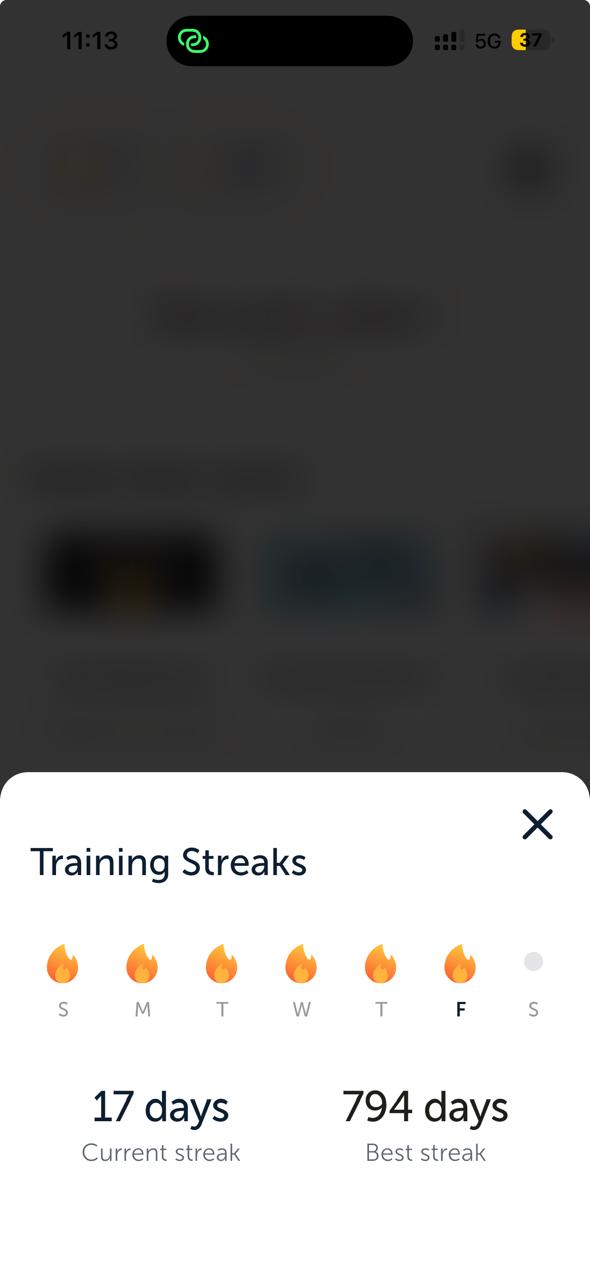 11:13
5G
37
Training Streaks
S M T W T F S
17 days 794 days
Current streak Best streak